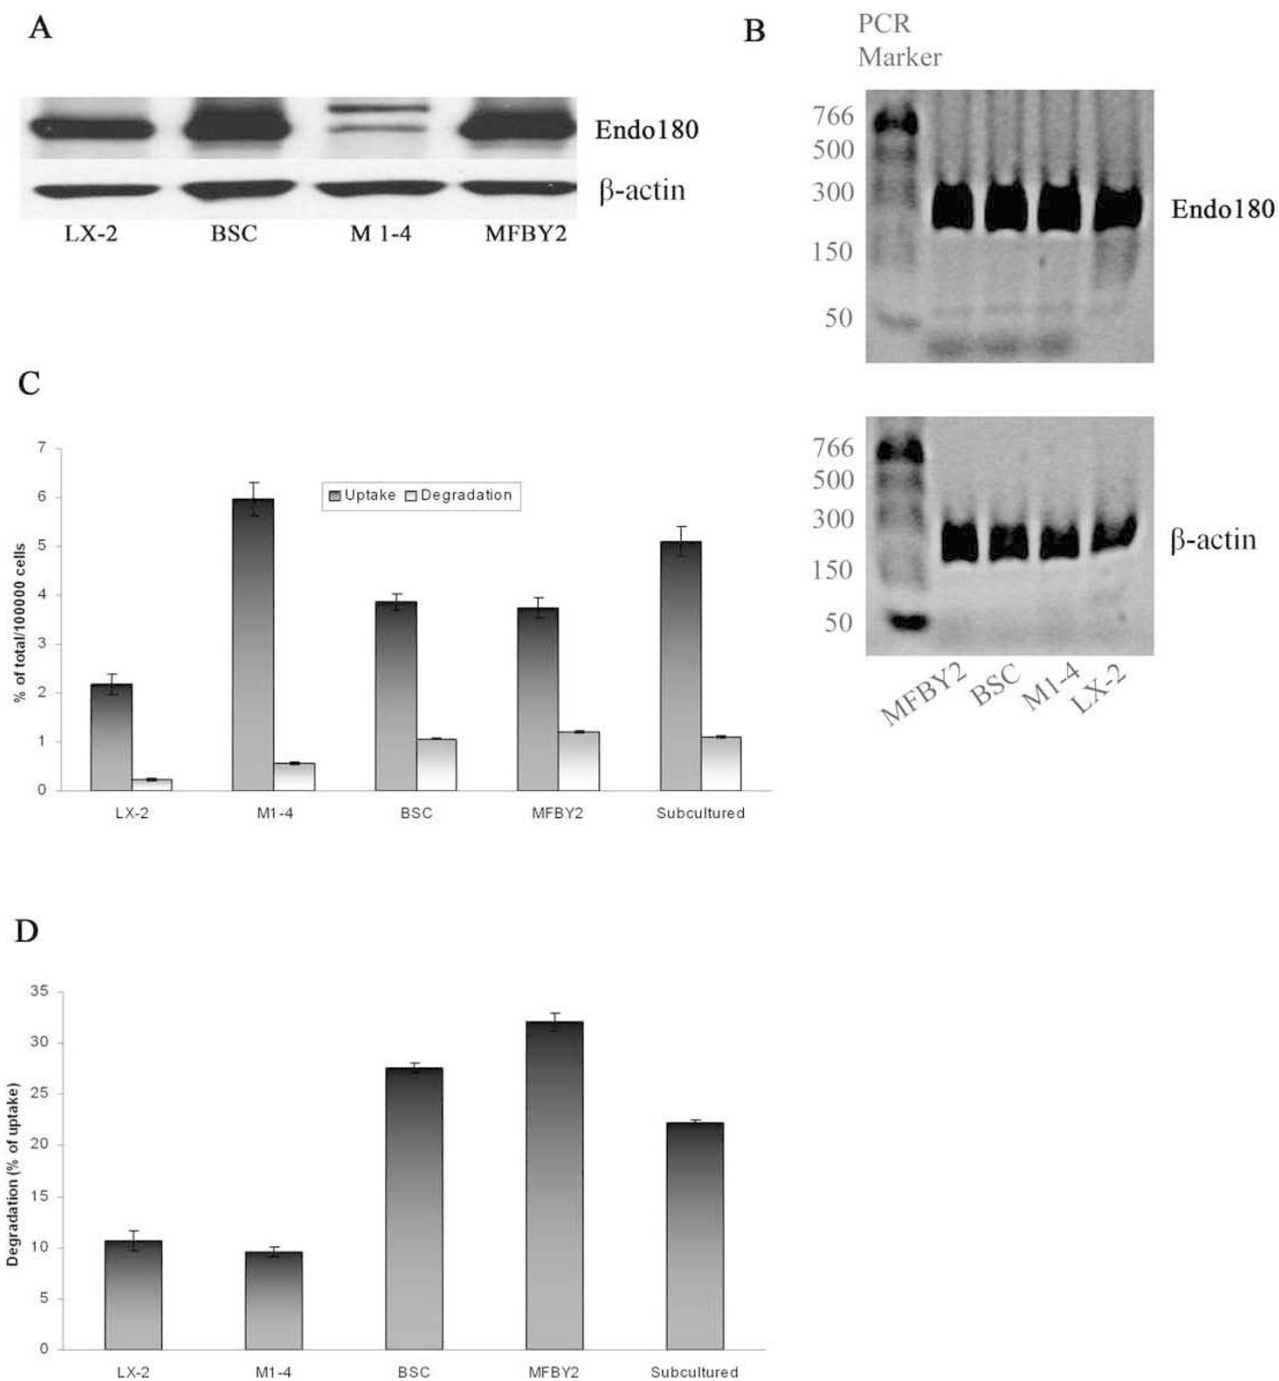 A
Endo180
β-actin
LX-2 BSC M 1-4 MFBY2
B
PCR
Marker
766
500
300
150
50
Endo180
766
500
300
150
50
β-actin
MFBY2 BSC M1-4 LX-2
C
% of total/100000 cells
7
6
5
4
3
2
1
0
Uptake Degradation
LX-2 M1-4 BSC MFBY2 Subcultured
D
Degradation (% of uptake)
35
30
25
20
15
10
5
0
LX-2 M1-4 BSC MFBY2 Subcultured